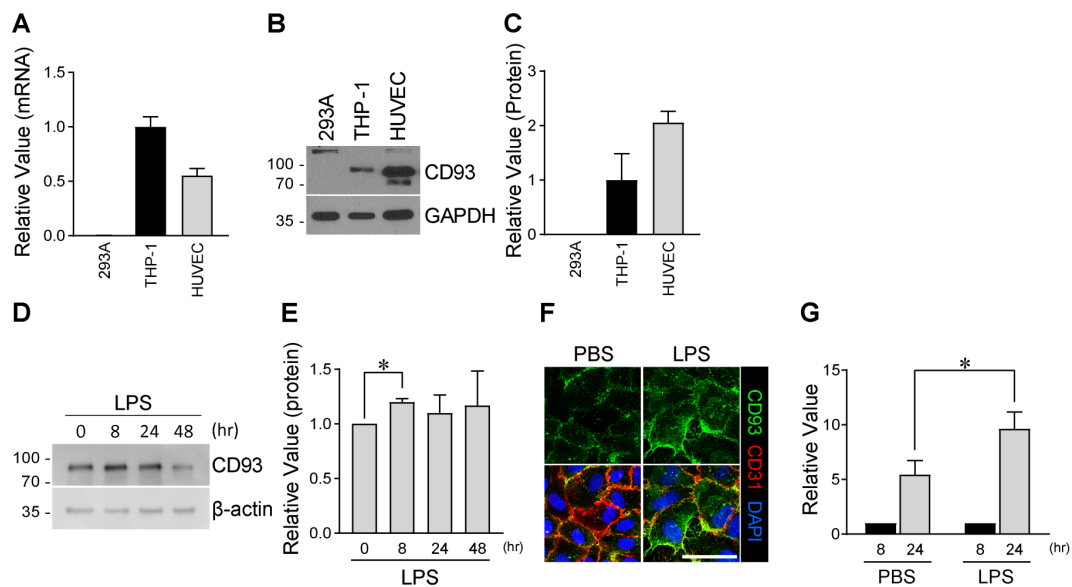 A
Relative Value (mRNA)
1.5
1.0
0.5
0.0
293A
THP-1
HUVEC
B
293A
THP-1
HUVEC
100 -
70 -
35 -
CD93
GAPDH
C
Relative Value (Protein)
3
2
1
0
293A
THP-1
HUVEC
D
LPS
0 8 24 48 (hr)
100 -
70 -
35 -
CD93
β-actin
E
Relative Value (protein)
1.5
1.0
0.5
0.0
*
0 8 24 48 (hr)
LPS
F
PBS LPS
CD93 CD31 DAPI
G
Relative Value
15
10
5
0
*
8 24 8 24 (hr)
PBS LPS